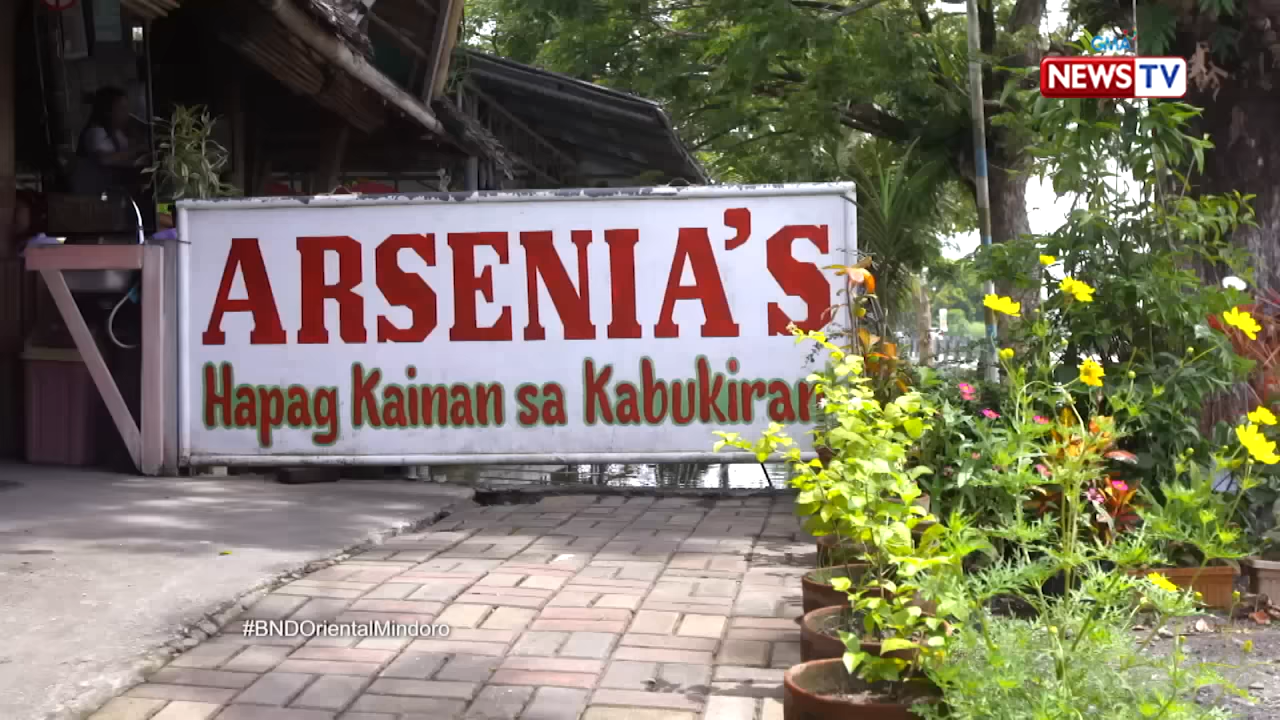 GMA
NEWS TV
ARSENIA'S
Hapag Kainan sa Kabukiran
#BNDOrientalMindoro